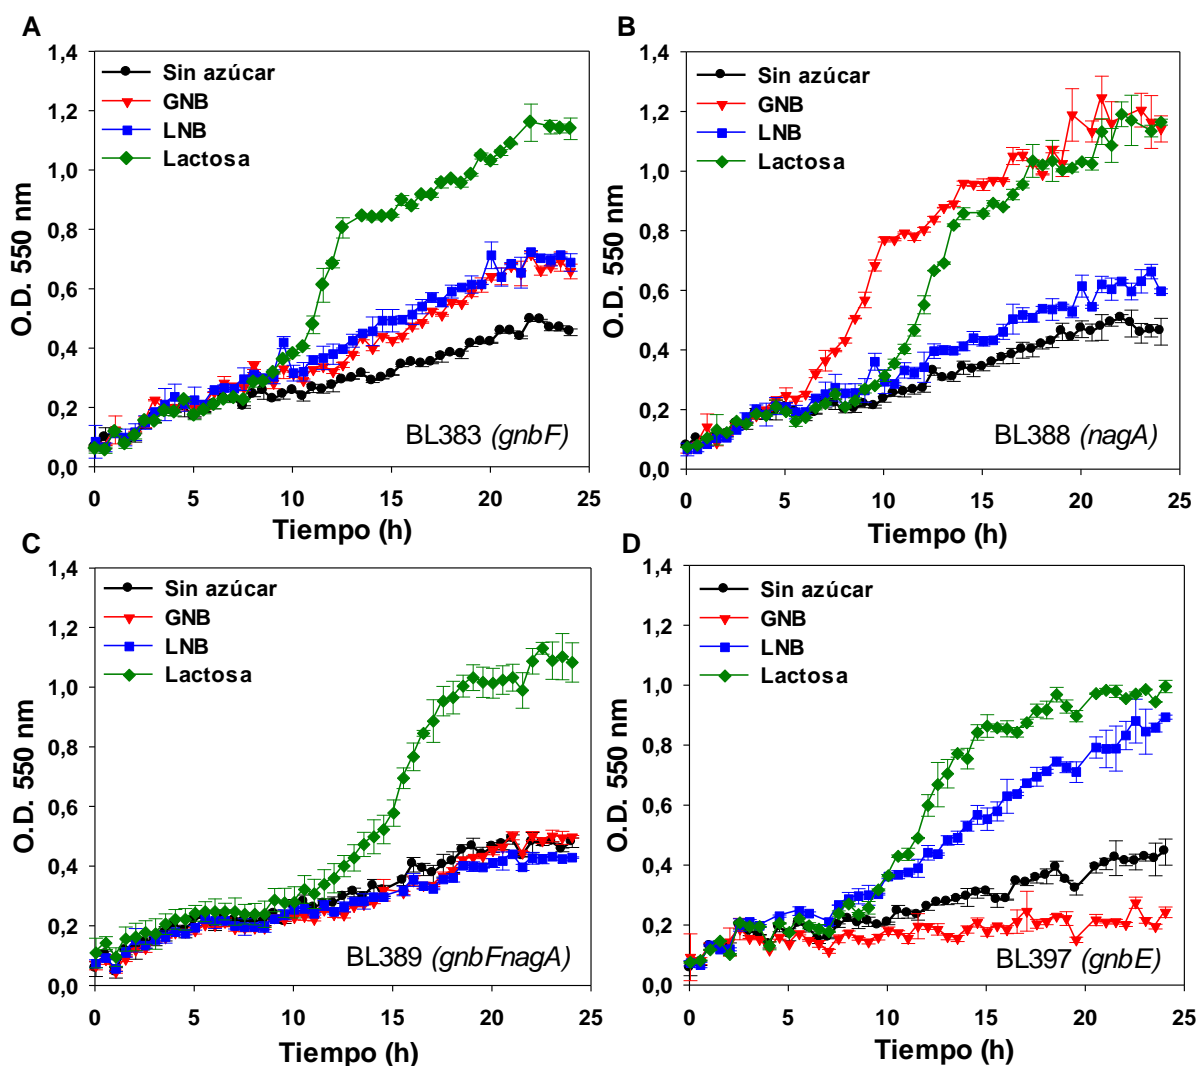 A
1,4
1,2
1,0
0,8
0,6
0,4
0,2
0,0
O.D. 550 nm
Sin azúcar
GNB
LNB
Lactosa
BL383 (gnbF)
0 5 10 15 20 25
Tiempo (h)
B
1,4
1,2
1,0
0,8
0,6
0,4
0,2
0,0
O.D. 550 nm
Sin azúcar
GNB
LNB
Lactosa
BL388 (nagA)
0 5 10 15 20 25
Tiempo (h)
C
1,4
1,2
1,0
0,8
0,6
0,4
0,2
0,0
O.D. 550 nm
Sin azúcar
GNB
LNB
Lactosa
BL389 (gnbFnagA)
0 5 10 15 20 25
Tiempo (h)
D
1,4
1,2
1,0
0,8
0,6
0,4
0,2
0,0
O.D. 550 nm
Sin azúcar
GNB
LNB
Lactosa
BL397 (gnbE)
0 5 10 15 20 25
Tiempo (h)